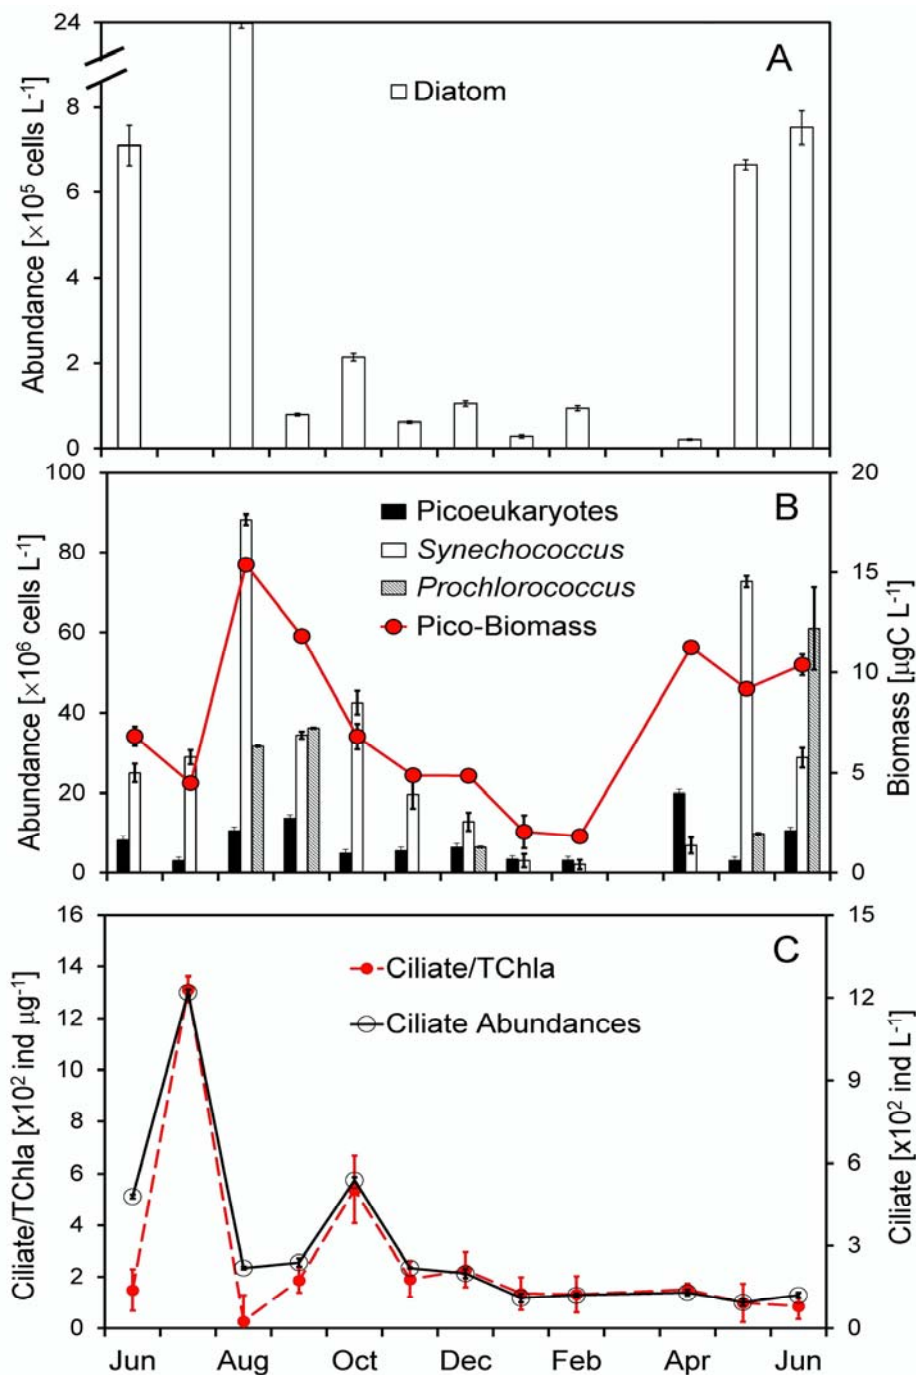 24
A
Diatom
8
6
4
2
0
Abundance [×10⁵ cells L⁻¹]
100
20
B
Picoeukaryotes
Synechococcus
Prochlorococcus
Pico-Biomass
80
60
40
20
0
15
10
5
0
Abundance [×10⁶ cells L⁻¹]
Biomass [µgC L⁻¹]
16
15
C
Ciliate/TChla
Ciliate Abundances
14
12
10
8
6
4
2
0
12
9
6
3
0
Ciliate/TChla [x10² ind µg⁻¹]
Ciliate [x10² ind L⁻¹]
Jun Aug Oct Dec Feb Apr Jun